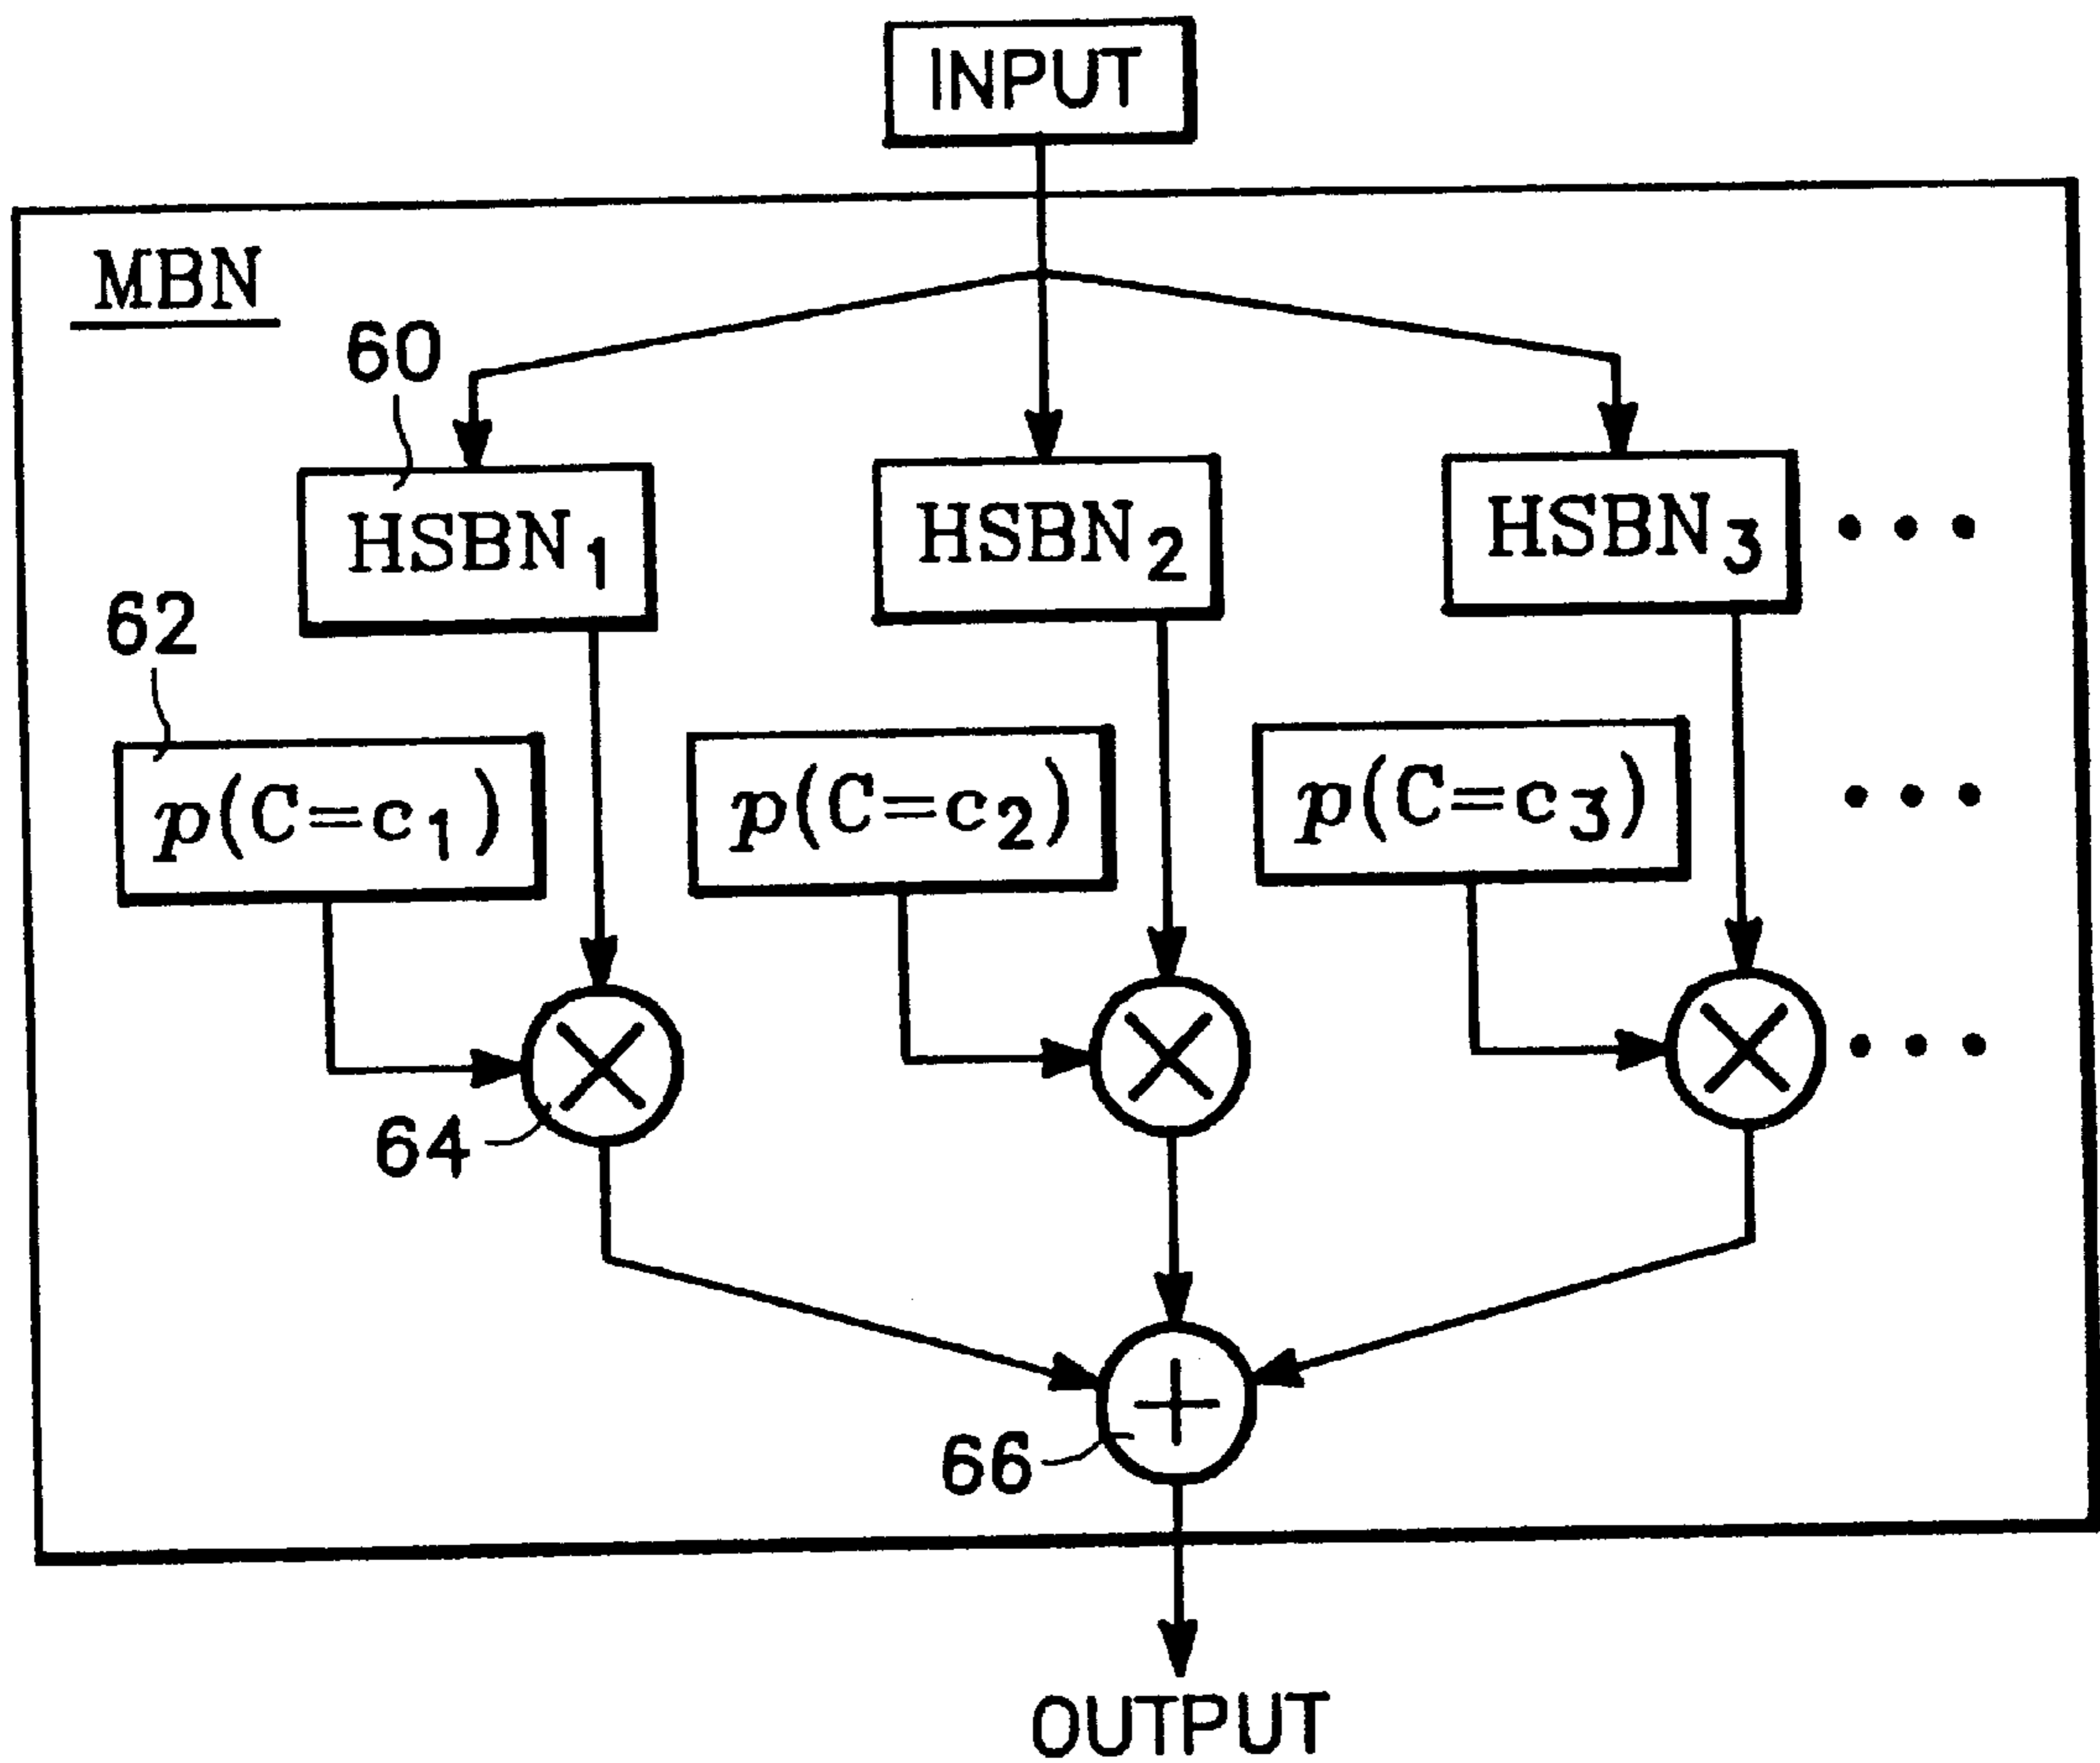 INPUT
MBN
60
HSBN1 HSBN2 HSBN3 •••
62
p(C=c1) p(C=c2) p(C=c3) •••
•••
64
66
OUTPUT